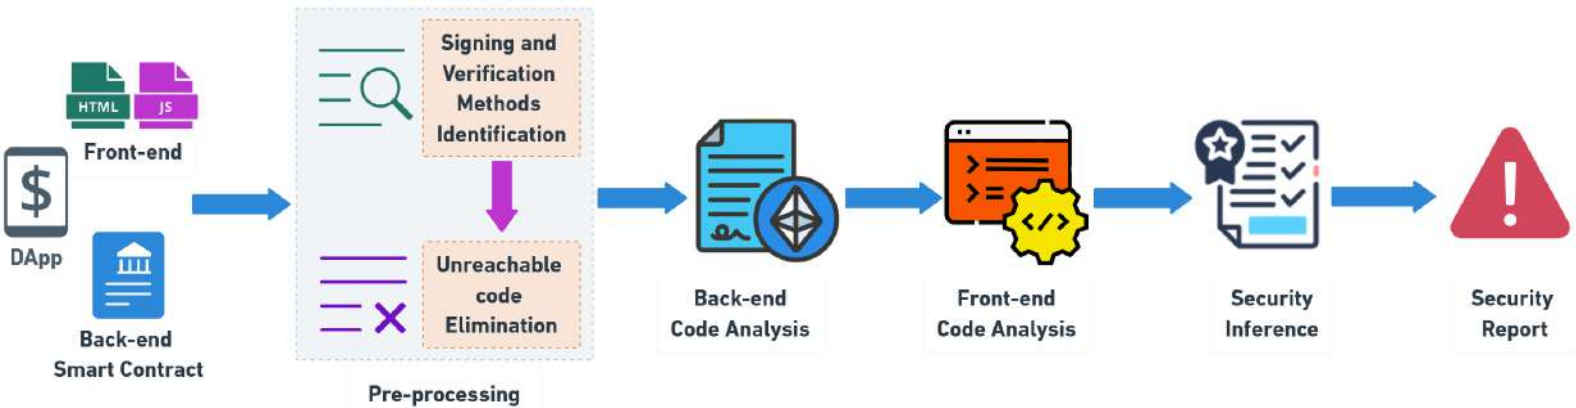 HTML
JS
Front-end
$
DApp
Back-end
Smart Contract
Signing and
Verification
Methods
Identification
Unreachable
code
Elimination
Pre-processing
Back-end
Code Analysis
</>
Front-end
Code Analysis
Security
Inference
!
Security
Report